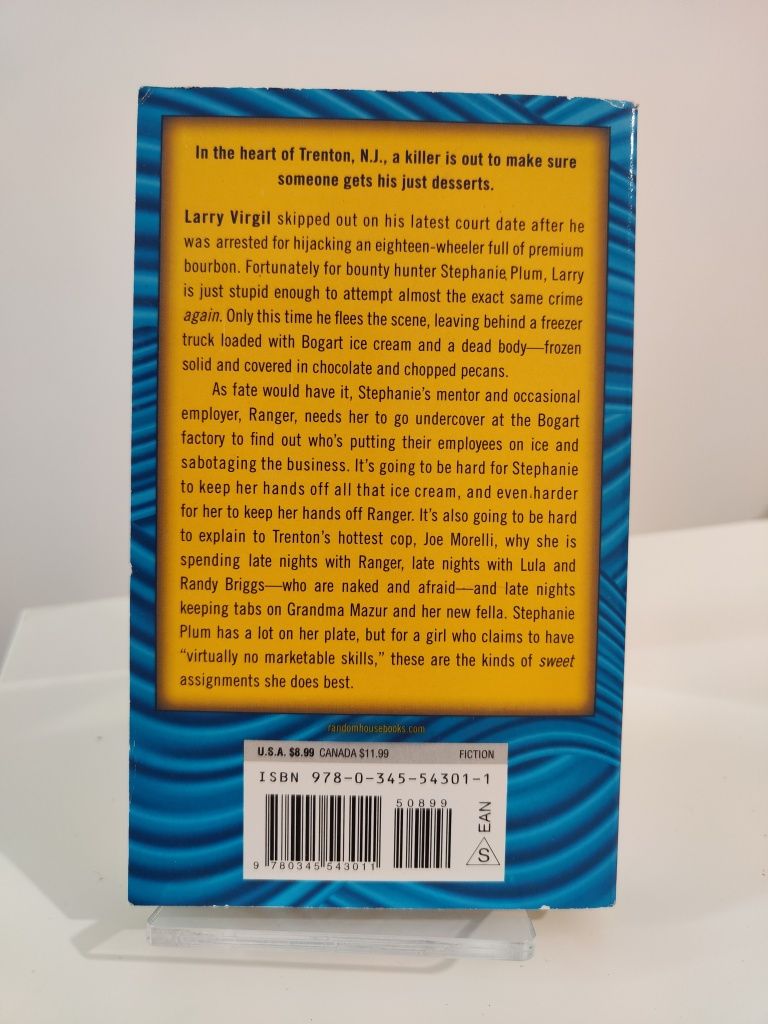 In the heart of Trenton, N.J., a killer is out to make sure
someone gets his just desserts.
Larry Virgil skipped out on his latest court date after he
was arrested for hijacking an eighteen-wheeler full of premium
bourbon. Fortunately for bounty hunter Stephanie Plum, Larry
is just stupid enough to attempt almost the exact same crime
again. Only this time he flees the scene, leaving behind a freezer
truck loaded with Bogart ice cream and a dead body—frozen
solid and covered in chocolate and chopped pecans.
As fate would have it, Stephanie's mentor and occasional
employer, Ranger, needs her to go undercover at the Bogart
factory to find out who's putting their employees on ice and
sabotaging the business. It's going to be hard for Stephanie
to keep her hands off all that ice cream, and even harder
for her to keep her hands off Ranger. It's also going to be hard
to explain to Trenton's hottest cop, Joe Morelli, why she is
spending late nights with Ranger, late nights with Lula and
Randy Briggs—who are naked and afraid—and late nights
keeping tabs on Grandma Mazur and her new fella. Stephanie
Plum has a lot on her plate, but for a girl who claims to have
"virtually no marketable skills," these are the kinds of sweet
assignments she does best.
randomhousebooks.com
U.S.A. $8.99 CANADA $11.99 FICTION
ISBN 978-0-345-54301-1
50899
9 780345 543011
S EAN